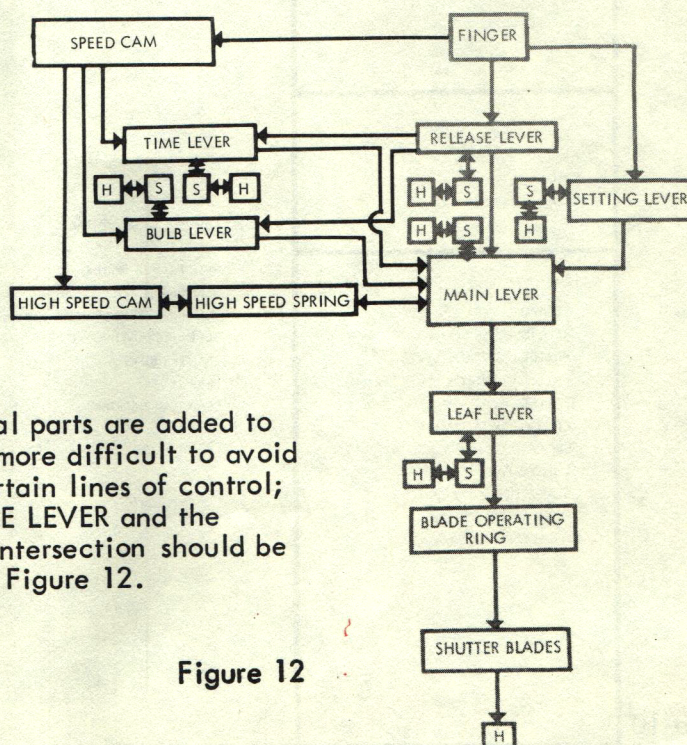 SPEED CAM
FINGER
TIME LEVER
RELEASE LEVER
H S S H
H S
S
SETTING LEVER
H S
H
BULB LEVER
MAIN LEVER
HIGH SPEED CAM
HIGH SPEED SPRING
LEAF LEVER
H S
al parts are added to
more difficult to avoid
rtain lines of control;
E LEVER and the
ntersection should be
Figure 12.
BLADE OPERATING
RING
SHUTTER BLADES
Figure 12
H